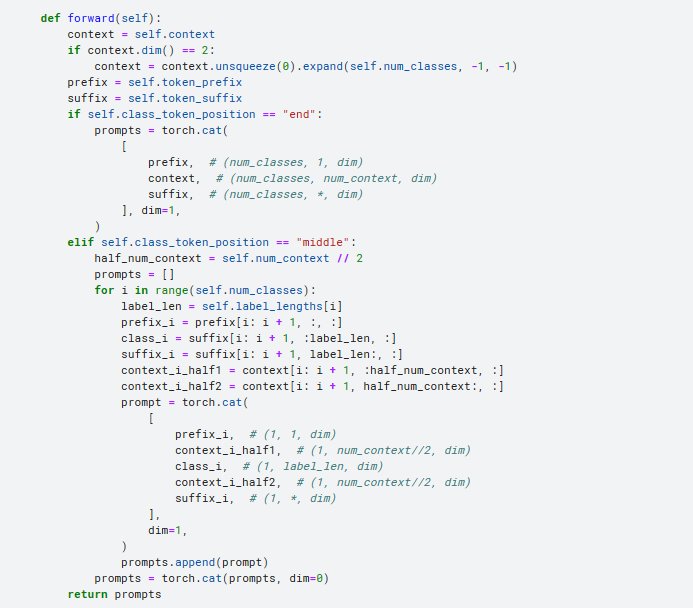 def forward(self):
    context = self.context
    if context.dim() == 2:
        context = context.unsqueeze(0).expand(self.num_classes, -1, -1)
    prefix = self.token_prefix
    suffix = self.token_suffix
    if self.class_token_position == "end":
        prompts = torch.cat(
            [
                prefix,  # (num_classes, 1, dim)
                context,  # (num_classes, num_context, dim)
                suffix,  # (num_classes, *, dim)
            ], dim=1,
        )
    elif self.class_token_position == "middle":
        half_num_context = self.num_context // 2
        prompts = []
        for i in range(self.num_classes):
            label_len = self.label_lengths[i]
            prefix_i = prefix[i: i + 1, :, :]
            class_i = suffix[i: i + 1, :label_len, :]
            suffix_i = suffix[i: i + 1, label_len:, :]
            context_i_half1 = context[i: i + 1, :half_num_context, :]
            context_i_half2 = context[i: i + 1, half_num_context:, :]
            prompt = torch.cat(
                [
                    prefix_i,  # (1, 1, dim)
                    context_i_half1,  # (1, num_context//2, dim)
                    class_i,  # (1, label_len, dim)
                    context_i_half2,  # (1, num_context//2, dim)
                    suffix_i,  # (1, *, dim)
                ],
                dim=1,
            )
            prompts.append(prompt)
        prompts = torch.cat(prompts, dim=0)
    return prompts